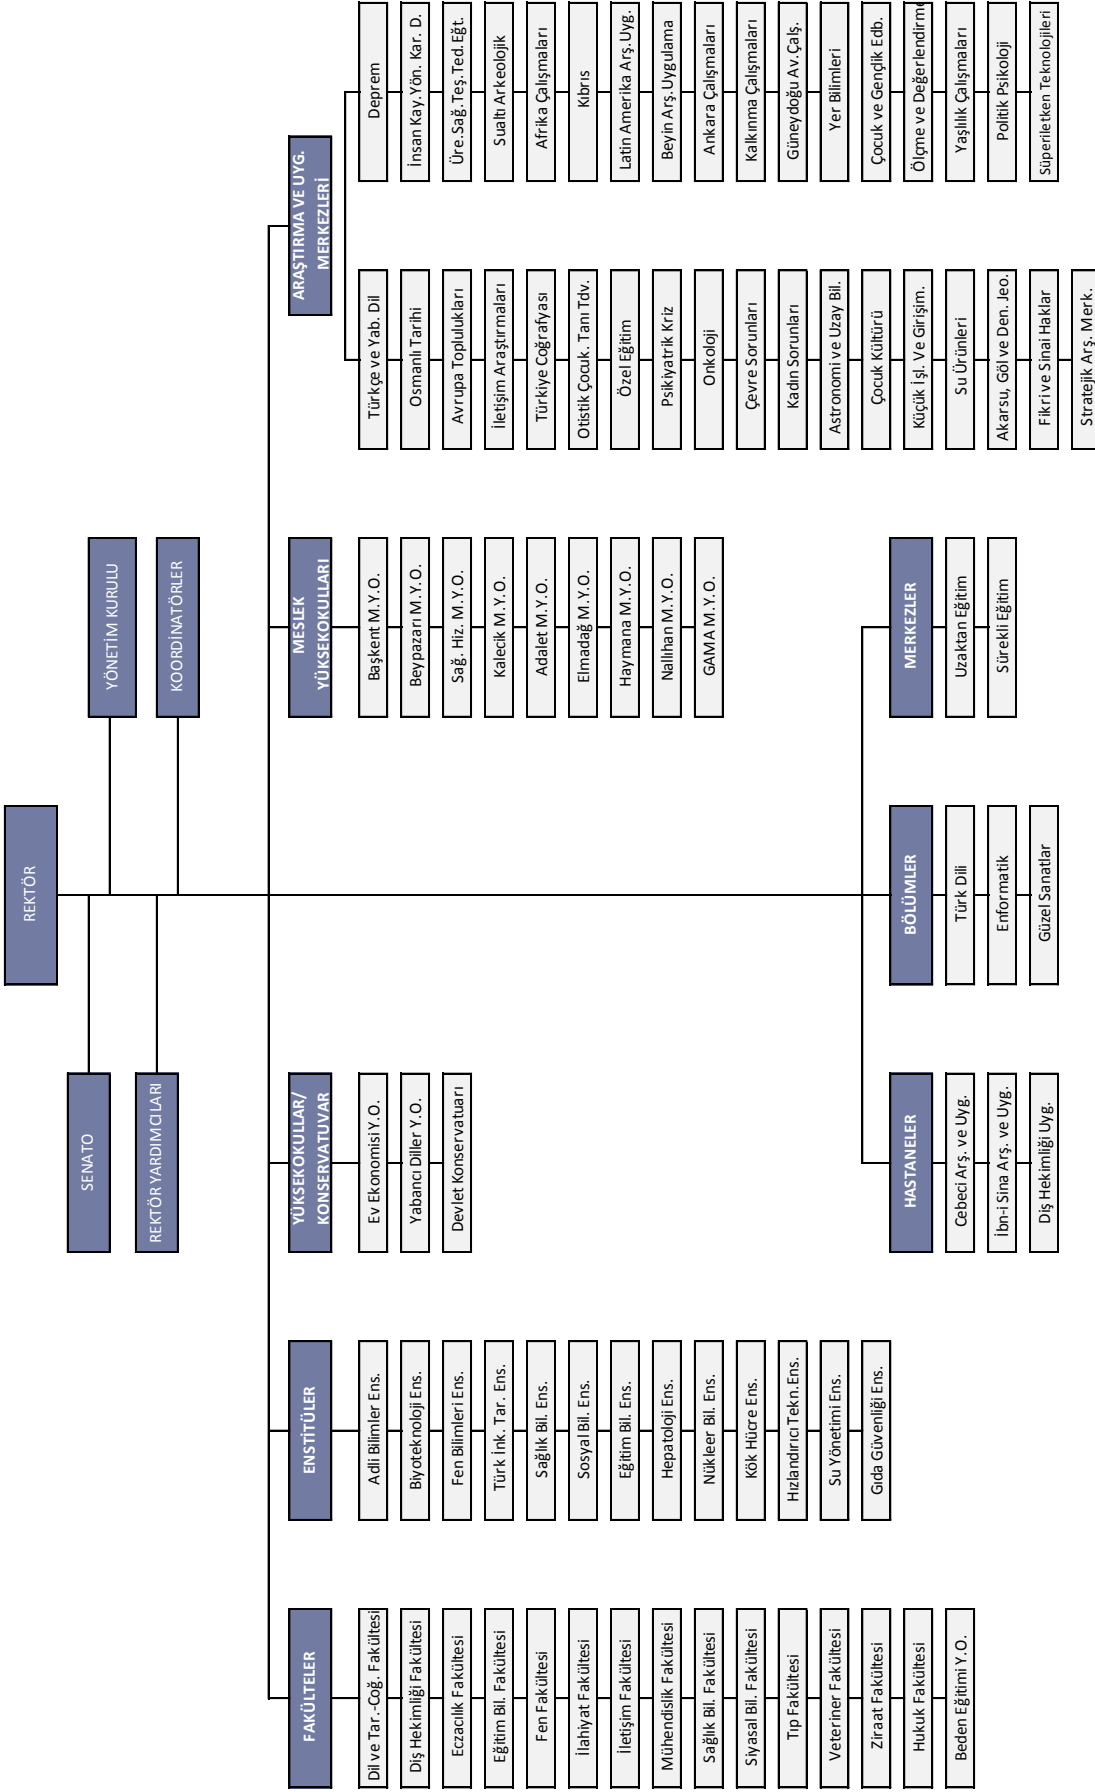 REKTÖR
SENATO
YÖNETİM KURULU
REKTÖR YARDIMCILARI
KOORDİNATÖRLER
FAKÜLTELER
Dil ve Tar.-Coğ. Fakültesi
Diş Hekimliği Fakültesi
Eczacılık Fakültesi
Eğitim Bil. Fakültesi
Fen Fakültesi
İlahiyat Fakültesi
İletişim Fakültesi
Mühendislik Fakültesi
Sağlık Bil. Fakültesi
Siyasal Bil. Fakültesi
Tıp Fakültesi
Veteriner Fakültesi
Ziraat Fakültesi
Hukuk Fakültesi
Beden Eğitimi Y.O.
ENSTİTÜLER
Adli Bilimler Ens.
Biyoteknoloji Ens.
Fen Bilimleri Ens.
Türk İnk. Tar. Ens.
Sağlık Bil. Ens.
Sosyal Bil. Ens.
Eğitim Bil. Ens.
Hepatoloji Ens.
Nükleer Bil. Ens.
Kök Hücre Ens.
Hızlandırıcı Tekn. Ens.
Su Yönetimi Ens.
Gıda Güvenliği Ens.
YÜKSEKOKULLAR/
KONSERVATUVAR
Ev Ekonomisi Y.O.
Yabancı Diller Y.O.
Devlet Konservatuarı
MESLEK
YÜKSEKOKULLARI
Başkent M.Y.O.
Beypazarı M.Y.O.
Sağ. Hiz. M.Y.O.
Kalecik M.Y.O.
Adalet M.Y.O.
Elmadağ M.Y.O.
Haymana M.Y.O.
Nallıhan M.Y.O.
GAMA M.Y.O.
ARAŞTIRMA VE UYG.
MERKEZLERİ
Türkçe ve Yab. Dil
Osmanlı Tarihi
Avrupa Toplulukları
İletişim Araştırmaları
Türkiye Coğrafyası
Otistik Çocuk. Tanı Tdv.
Özel Eğitim
Psikiyatrik Kriz
Onkoloji
Çevre Sorunları
Kadın Sorunları
Astronomi ve Uzay Bil.
Çocuk Kültürü
Küçük İşl. Ve Girişim.
Su Ürünleri
Akarsu, Göl ve Den. Jeo.
Fikri ve Sinai Haklar
Stratejik Arş. Merk.
Deprem
İnsan Kay.Yön. Kar. D.
Üre.Sağ.Teş.Ted.Eğt.
Sualtı Arkeolojik
Afrika Çalışmaları
Kıbrıs
Latin Amerika Arş.Uyg.
Beyin Arş.Uygulama
Ankara Çalışmaları
Kalkınma Çalışmaları
Güneydoğu Av.Çalş.
Yer Bilimleri
Çocuk ve Gençlik Edb.
Ölçme ve Değerlendirme
Yaşlılık Çalışmaları
Politik Psikoloji
Süperiletken Teknolojileri
HASTANELER
Cebeci Arş. ve Uyg.
İbn-i Sina Arş. ve Uyg.
Diş Hekimliği Uyg.
BÖLÜMLER
Türk Dili
Enformatik
Güzel Sanatlar
MERKEZLER
Uzaktan Eğitim
Sürekli Eğitim